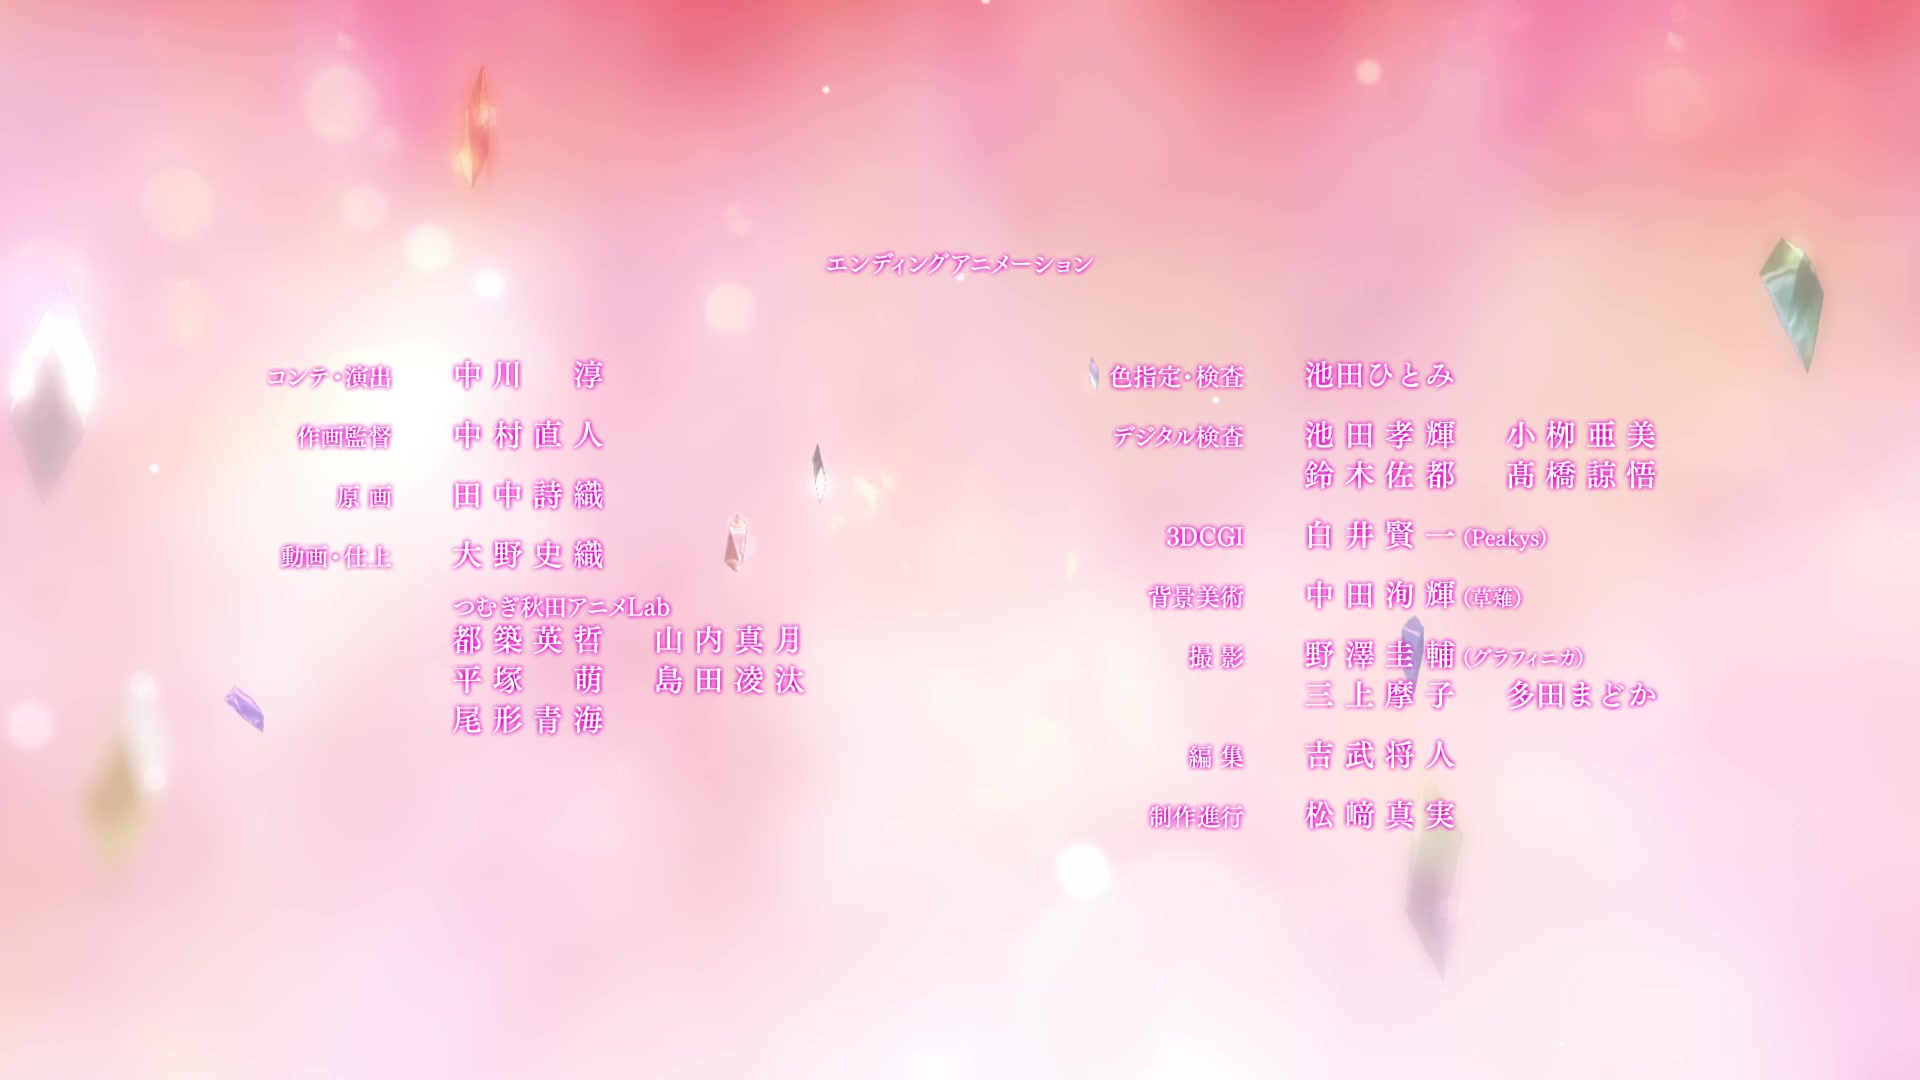 エンディングアニメーション
コンテ・演出 中川 淳
作画監督 中村直人
原画 田中詩織
動画・仕上 大野史織
つむぎ秋田アニメLab
都築英哲 山内真月
平塚 萌 島田凌汰
尾形青海
色指定・検査 池田ひとみ
デジタル検査 池田孝輝 小栁亜美
鈴木佐都 髙橋諒悟
3DCGI 白井賢一(Peakys)
背景美術 中田洵輝(草薙)
撮影 野澤圭輔(グラフィニカ)
三上摩子 多田まどか
編集 吉武将人
制作進行 松﨑真実